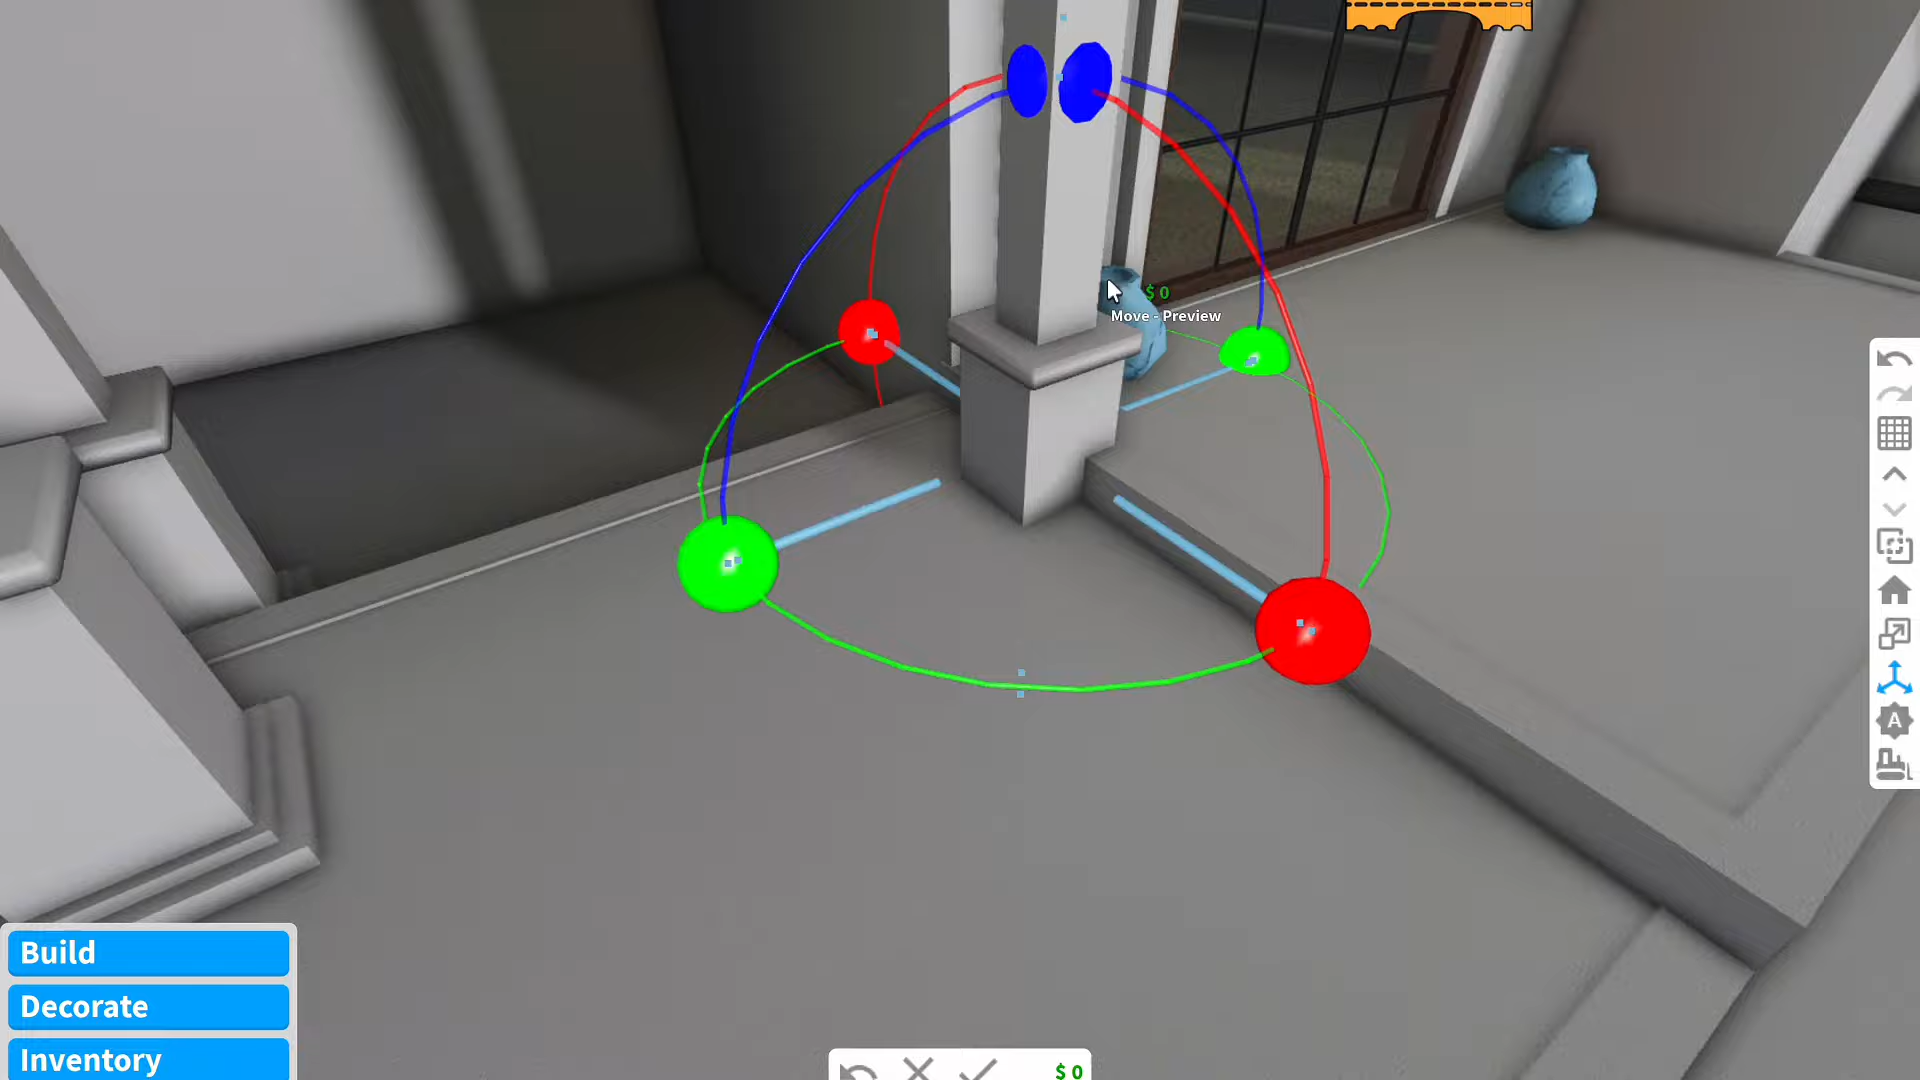 $ 0
Move - Preview
A
Build
Decorate
Inventory
$ 0